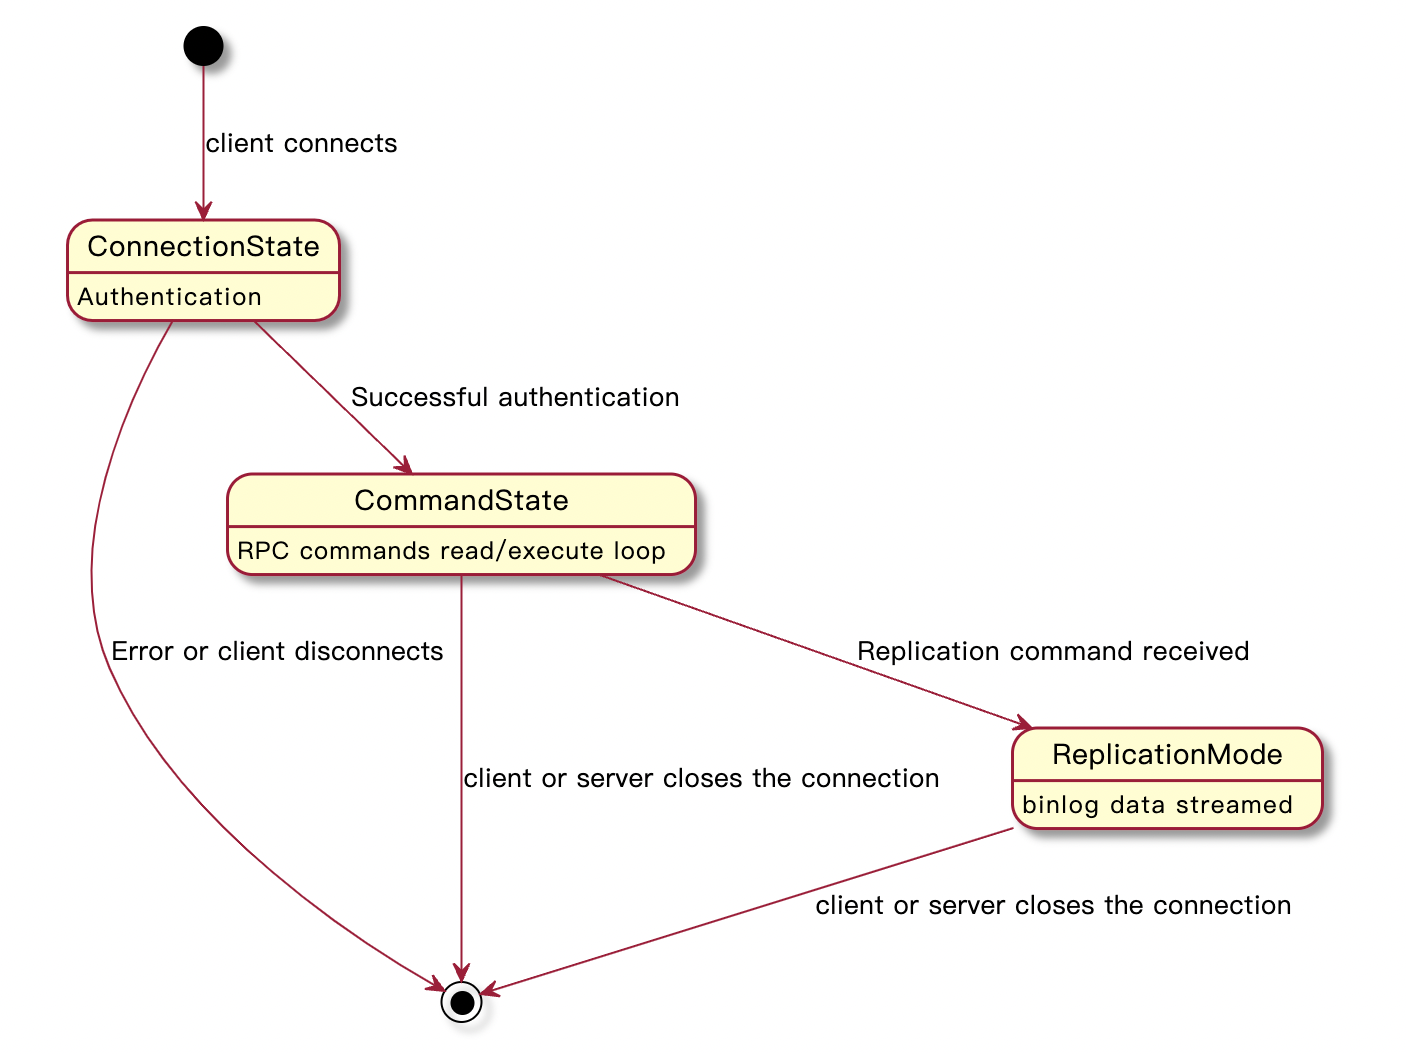 client connects
ConnectionState
Authentication
Successful authentication
CommandState
RPC commands read/execute loop
Error or client disconnects
Replication command received
client or server closes the connection
ReplicationMode
binlog data streamed
client or server closes the connection